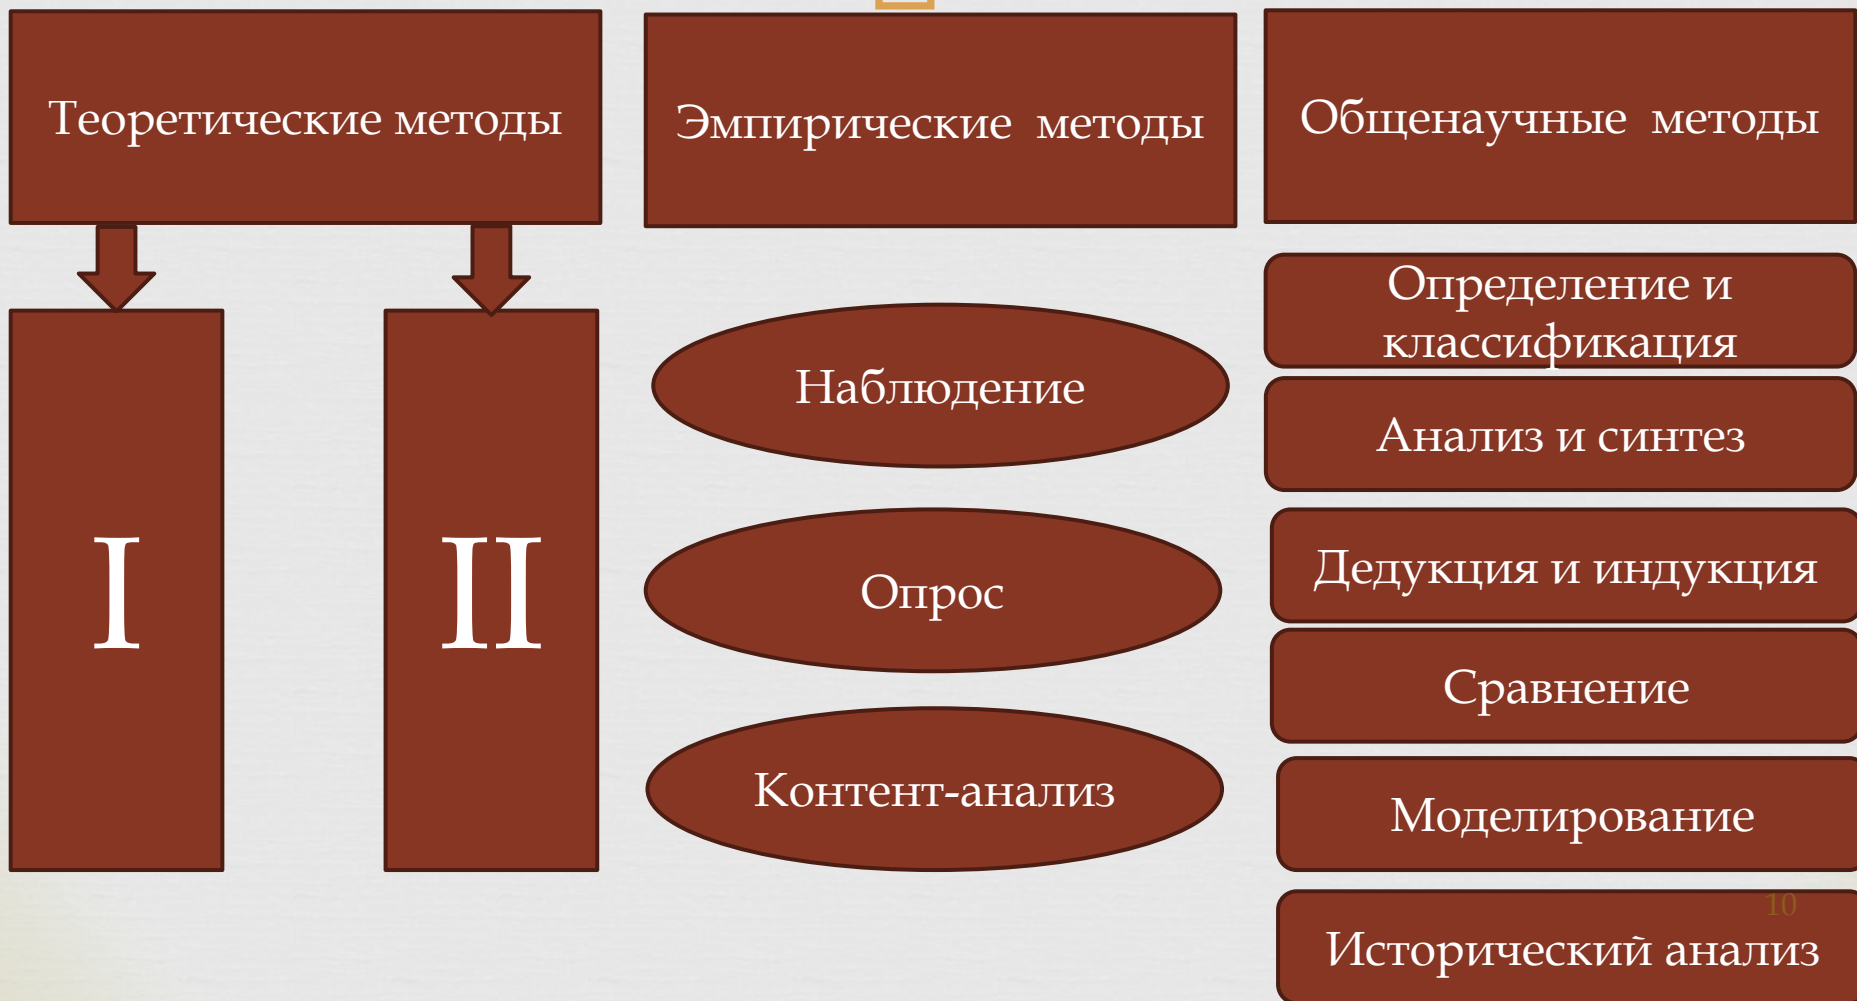 Теоретические методы
I
II
Эмпирические методы
Наблюдение
Опрос
Контент-анализ
Общенаучные методы
Определение и
классификация
Анализ и синтез
Дедукция и индукция
Сравнение
Моделирование
Исторический анализ
10